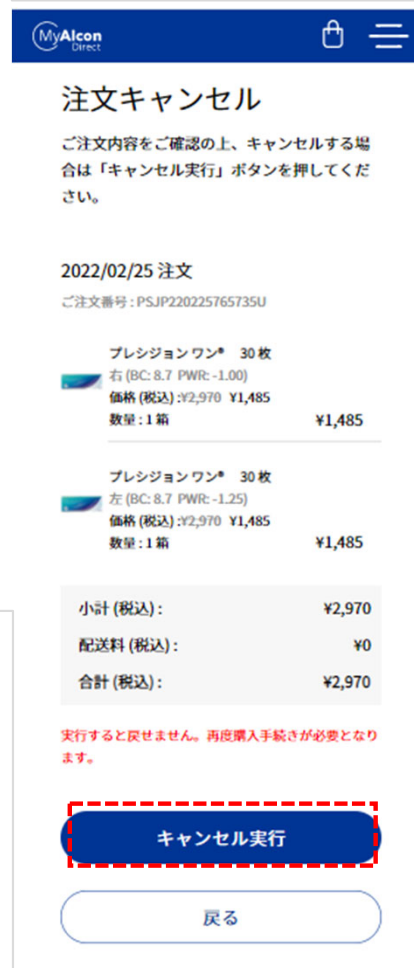 MyAlcon
Direct
注文キャンセル
ご注文内容をご確認の上、キャンセルする場
合は「キャンセル実行」ボタンを押してくだ
さい。
2022/02/25 注文
ご注文番号 : PSJP220225765735U
プレシジョン ワン® 30 枚
右 (BC: 8.7 PWR: -1.00)
価格 (税込) :¥2,970 ¥1,485
数量 : 1 箱 ¥1,485
プレシジョン ワン® 30 枚
左 (BC: 8.7 PWR: -1.25)
価格 (税込) :¥2,970 ¥1,485
数量 : 1 箱 ¥1,485
小計 (税込) : ¥2,970
配送料 (税込) : ¥0
合計 (税込) : ¥2,970
実行すると戻せません。再度購入手続きが必要となり
ます。
キャンセル実行
戻る